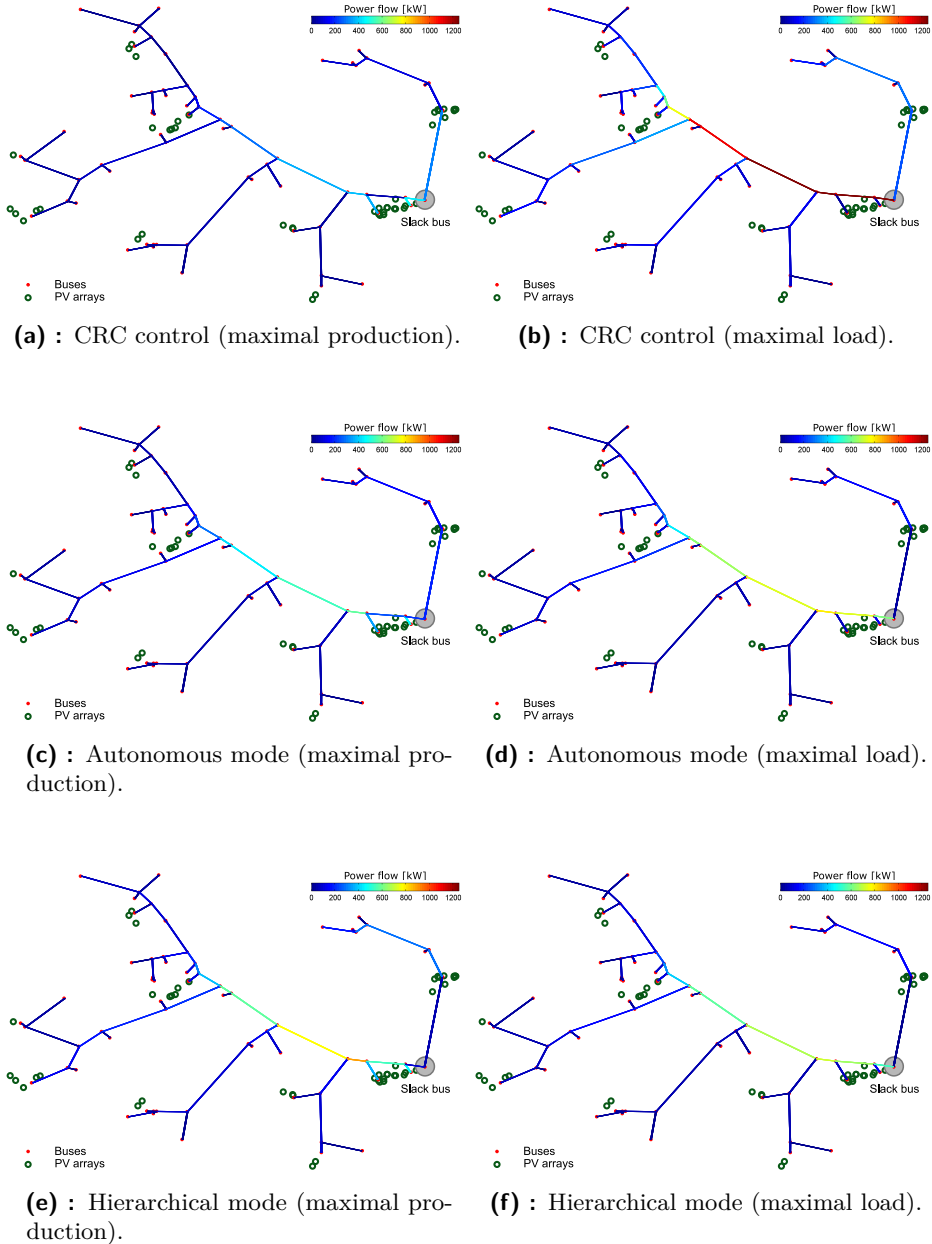 Power flow [kW]
0 200 400 600 800 1000 1200
Slack bus
Buses
PV arrays
(a) : CRC control (maximal production).
Power flow [kW]
0 200 400 600 800 1000 1200
Slack bus
Buses
PV arrays
(b) : CRC control (maximal load).
Power flow [kW]
0 200 400 600 800 1000 1200
Slack bus
Buses
PV arrays
(c) : Autonomous mode (maximal pro-
duction).
Power flow [kW]
0 200 400 600 800 1000 1200
Slack bus
Buses
PV arrays
(d) : Autonomous mode (maximal load).
Power flow [kW]
0 200 400 600 800 1000 1200
Slack bus
Buses
PV arrays
(e) : Hierarchical mode (maximal pro-
duction).
Power flow [kW]
0 200 400 600 800 1000 1200
Slack bus
Buses
PV arrays
(f) : Hierarchical mode (maximal load).